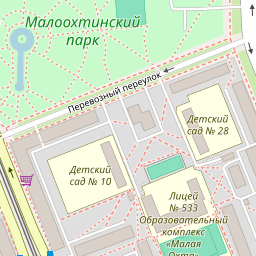 Малоохтинский
парк
Перевозный переулок
Детский
сад № 28
Детский
сад № 10
Лицей
№ 533
Образовательный
комплекс
«Малая
Охта»